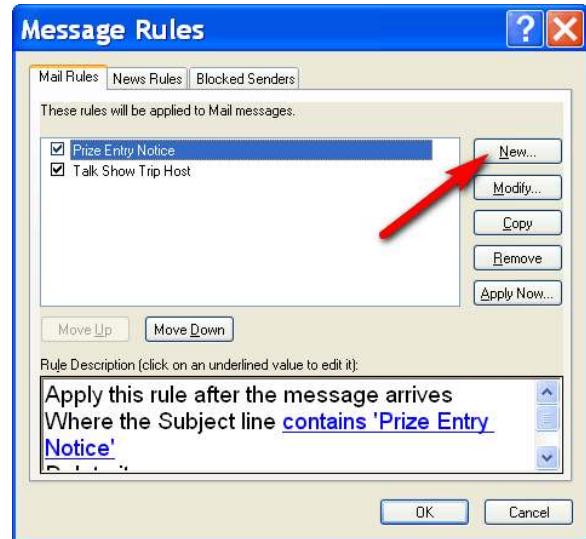 Message Rules
Mail Rules News Rules Blocked Senders
These rules will be applied to Mail messages.
Prize Entry Notice
Talk Show Trip Host
New...
Modify...
Copy
Remove
Apply Now...
Move Up Move Down
Rule Description (click on an underlined value to edit it):
Apply this rule after the message arrives
Where the Subject line contains 'Prize Entry
Notice'
OK Cancel